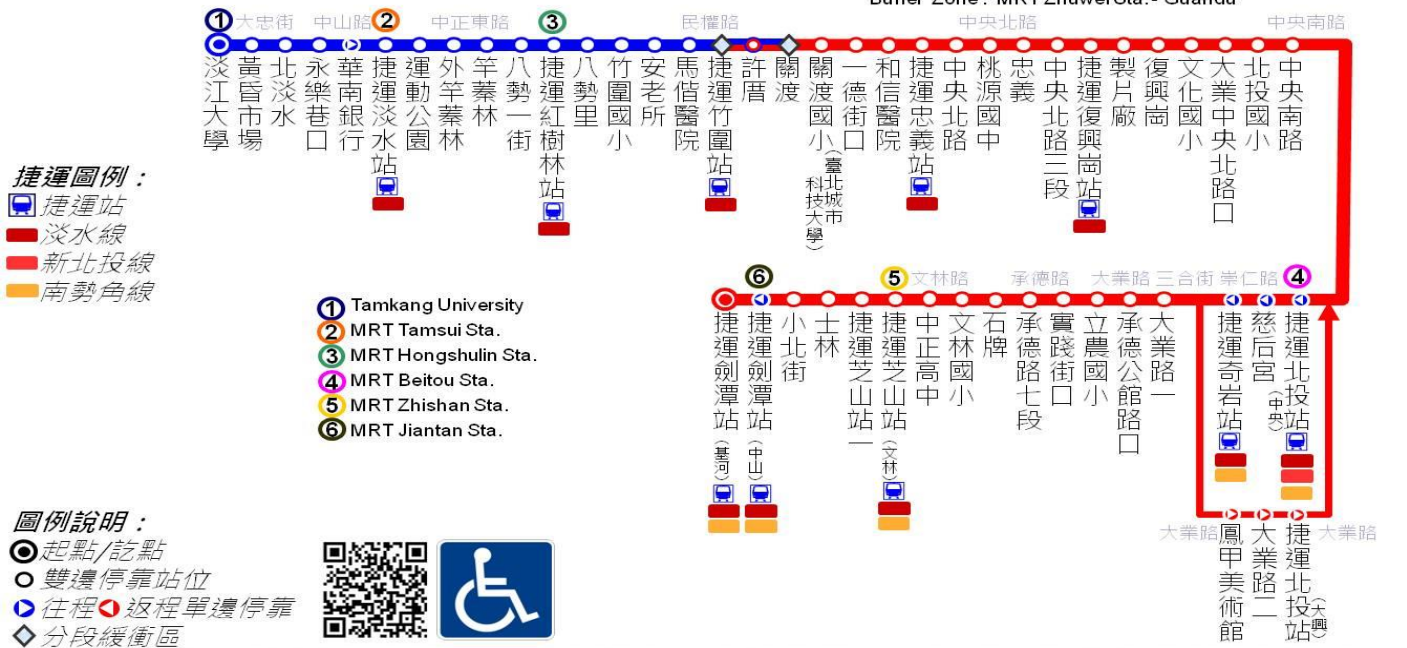 Buffer Zone : MRT Zhuwei Sta.- Guandu
1 大忠街 中山路 2 中正東路 3 民權路 中央北路 中央南路
淡江大學
黃昏市場
北淡水
永樂巷口
華南銀行
捷運淡水站
運動公園
外竿蓁林
竿蓁林
八勢一街
捷運紅樹林站
八勢里
竹圍國小
安老所
馬偕醫院
捷運竹圍站
許厝
關渡
關渡國小(臺北城市科技大學)
一德街口
和信醫院
捷運忠義站
中央北路
桃源國中
忠義
中央北路三段
捷運復興崗站
製片廠
復興崗
文化國小
大業中央北路口
北投國小
中央南路
捷運圖例：
捷運站
淡水線
新北投線
南勢角線
1 Tamkang University
2 MRT Tamsui Sta.
3 MRT Hongshulin Sta.
4 MRT Beitou Sta.
5 MRT Zhishan Sta.
6 MRT Jiantan Sta.
6 5 文林路 承德路 大業路 三合街 崇仁路 4
捷運劍潭站(基河)
捷運劍潭站(中山)
小北街
士林
捷運芝山站一
捷運芝山站(文林)
中正高中
文林國小
石牌
承德路七段
實踐街口
立農國小
承德公館路口
大業路一
捷運奇岩站
慈后宮(中央)
捷運北投站
大業路 大業路
鳳甲美術館
大業路二
捷運北投站(大興)
圖例說明：
起點/訖點
雙邊停靠站位
往程 返程單邊停靠
分段緩衝區